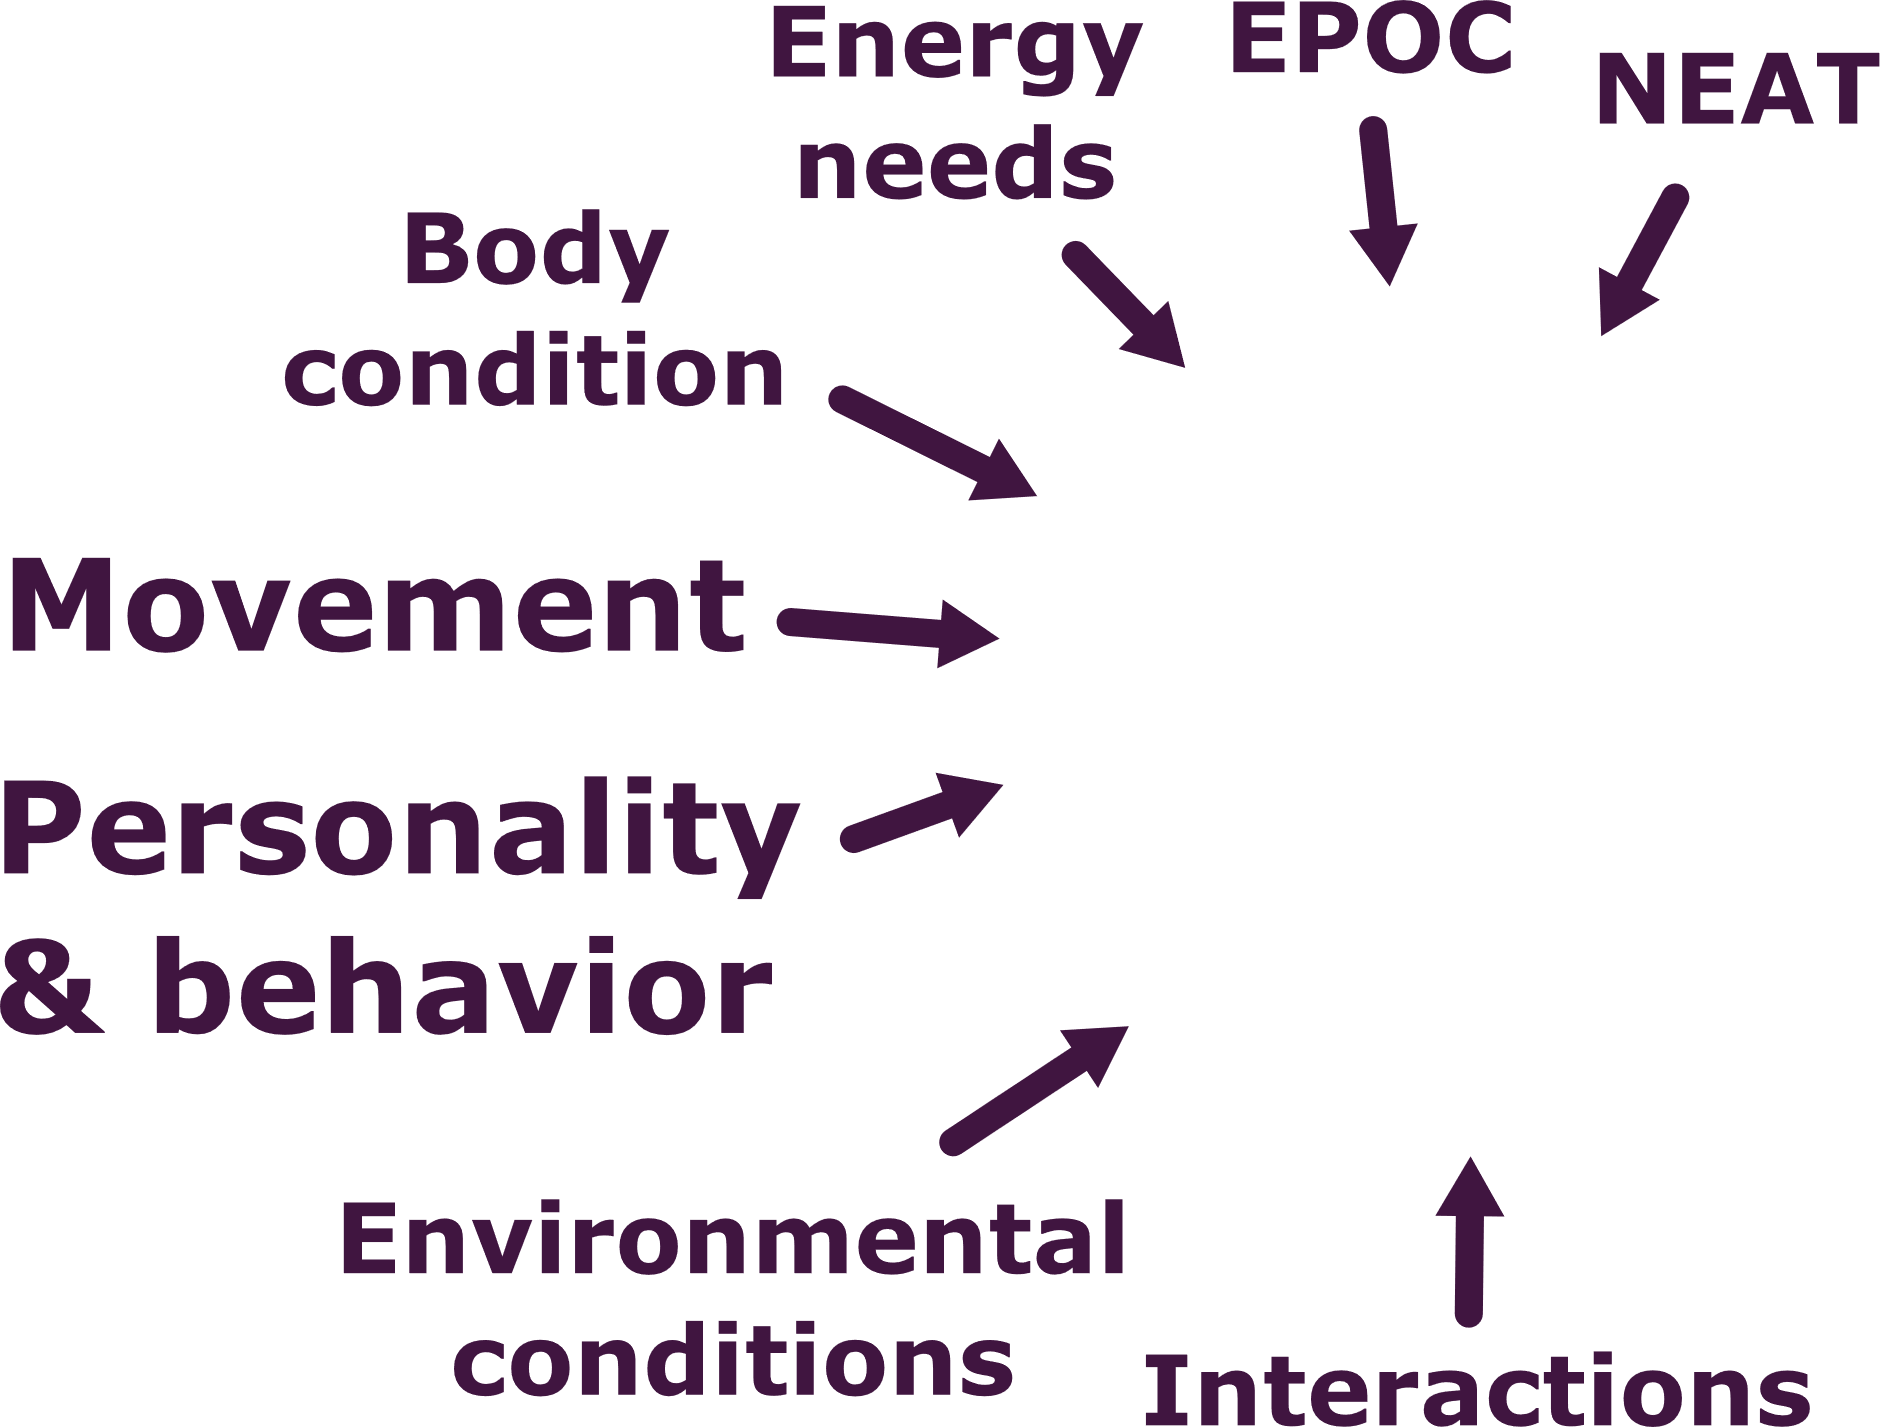 Energy
needs
EPOC
NEAT
Body
condition
Movement
Personality
& behavior
Environmental
conditions
Interactions